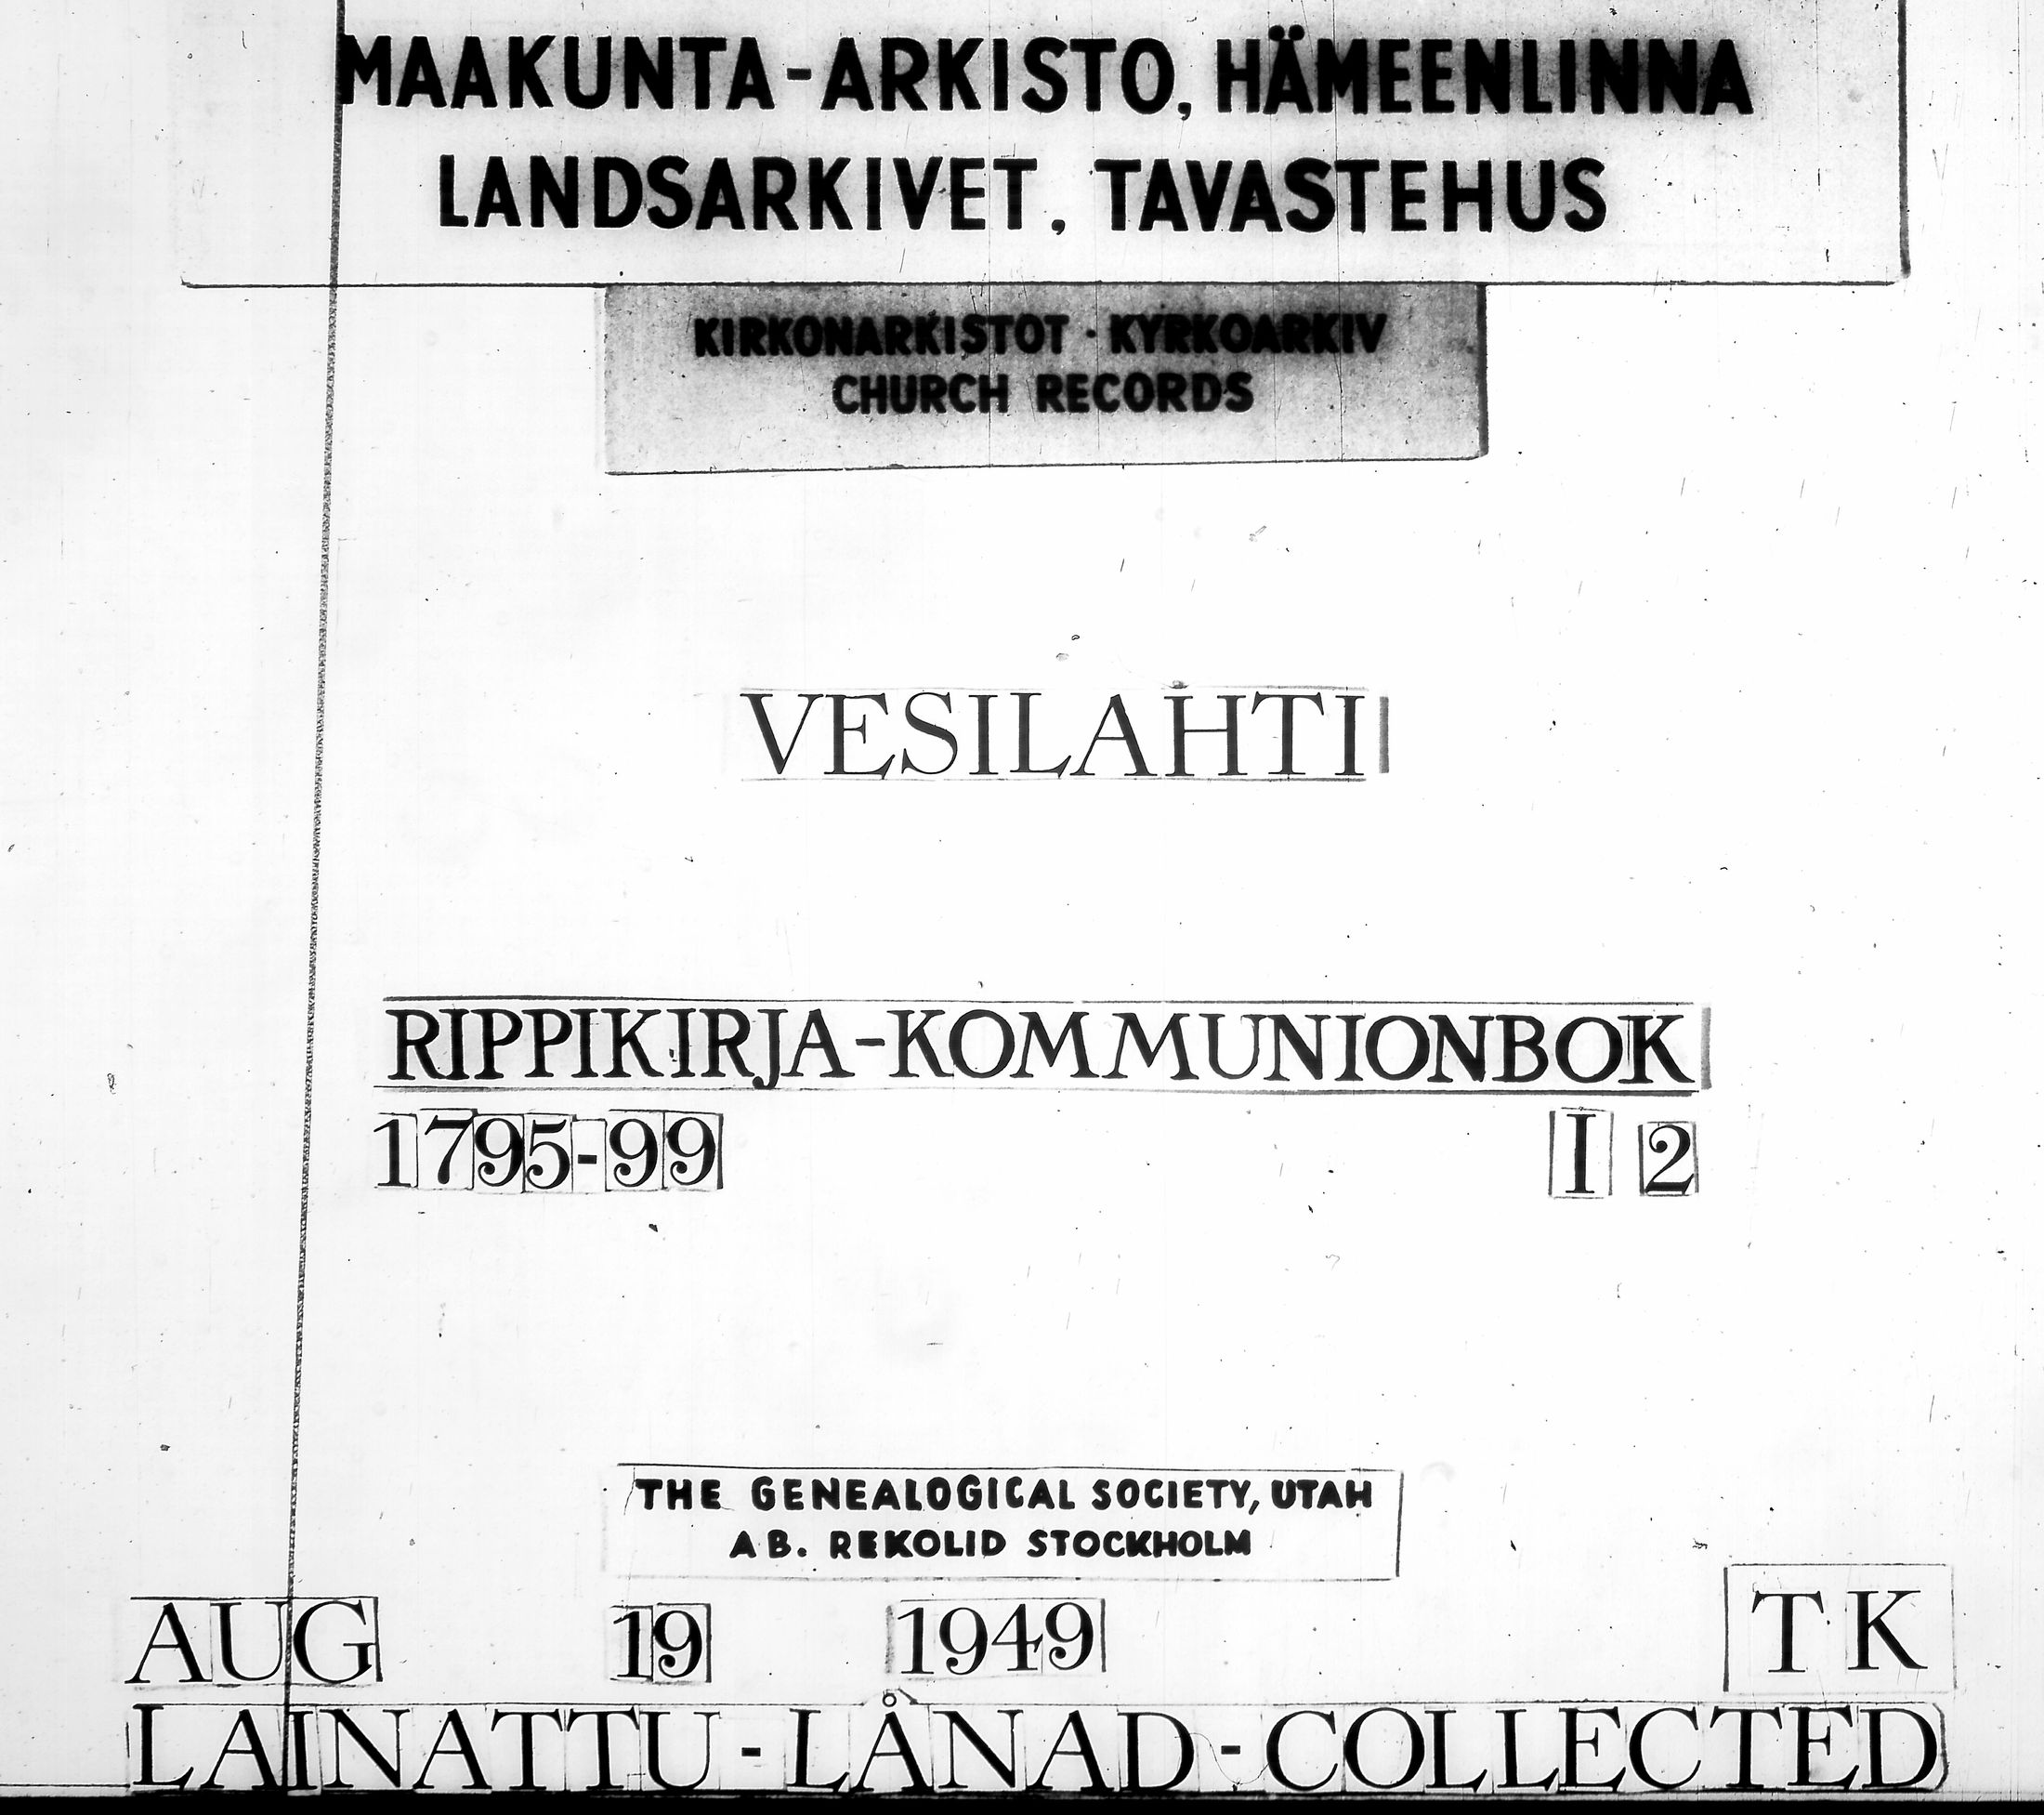 MAAKUNTA-ARKISTO, HÄMEENLINNA
LANDSARKIVET, TAVASTEHUS
KIRKONARKISTOT · KYRKOARKIV
CHURCH RECORDS
VESILAHTI
RIPPIKIRJA-KOMMUNIONBOK
1795-99 I 2
THE GENEALOGICAL SOCIETY, UTAH
AB. REKOLID STOCKHOLM
AUG 19 1949 TK
LAINATTU-LÅNAD-COLLECTED